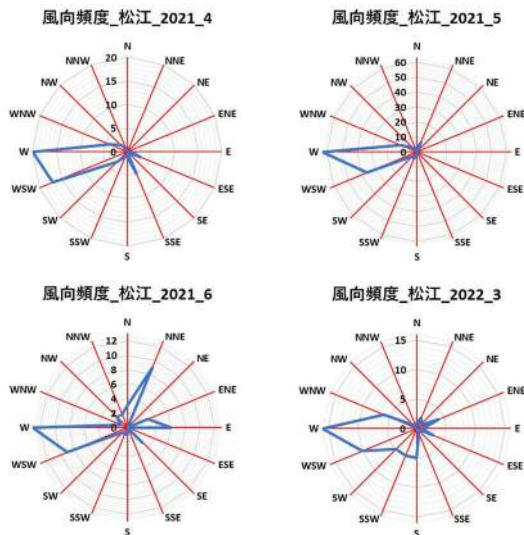 風向頻度_松江_2021_4
N
NNW
20
NNE
NW
15
NE
WNW
10
ENE
5
W
0
E
WSW
ESE
SW
SE
SSW
SSE
S
風向頻度_松江_2021_5
N
NNW
60
NNE
50
NW
40
NE
30
WNW
20
ENE
10
W
0
E
WSW
ESE
SW
SE
SSW
SSE
S
風向頻度_松江_2021_6
N
NNW
12
NNE
10
NW
8
NE
6
WNW
4
ENE
2
W
0
E
WSW
ESE
SW
SE
SSW
SSE
S
風向頻度_松江_2022_3
N
NNW
15
NNE
NW
10
NE
WNW
5
ENE
W
0
E
WSW
ESE
SW
SE
SSW
SSE
S